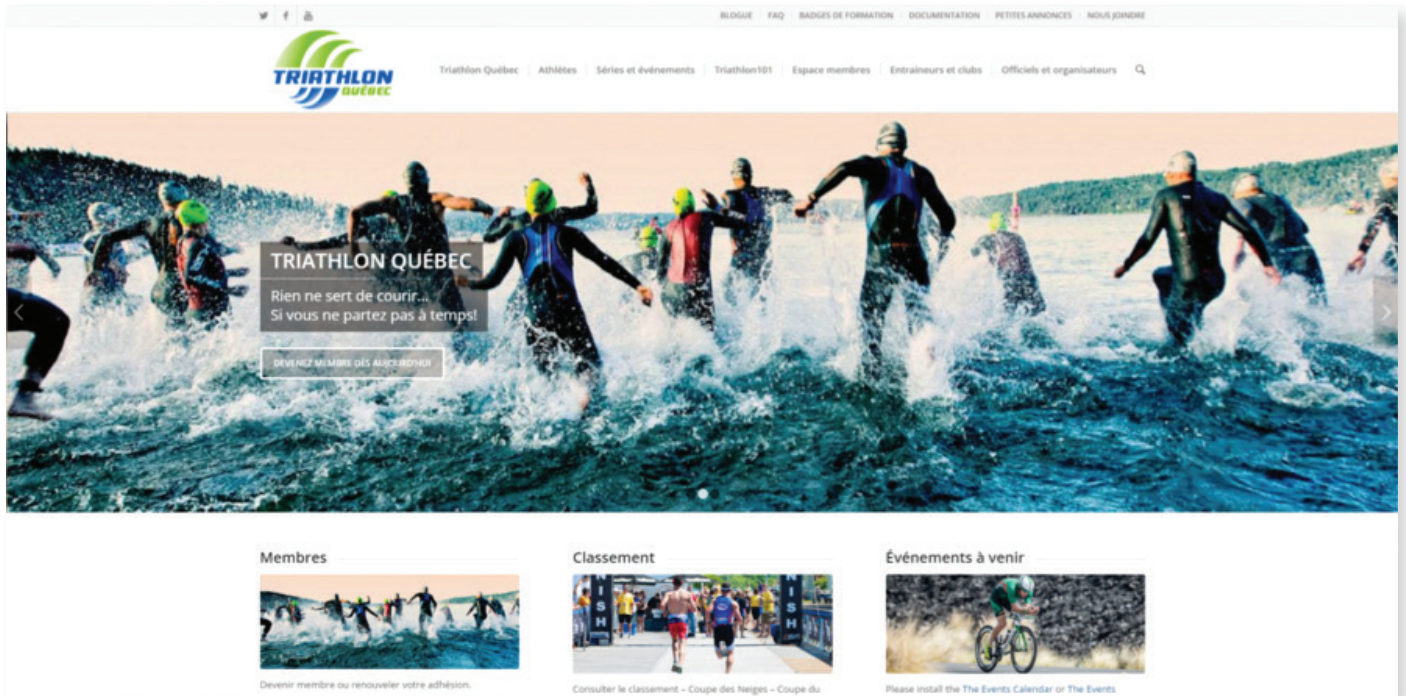 BLOGUE FAQ BADGES DE FORMATION DOCUMENTATION PETITES ANNONCES NOUS JOINDRE
TRIATHLON
QUÉBEC
Triathlon Québec Athlètes Séries et événements Triathlon101 Espace membres Entraineurs et clubs Officiels et organisateurs
TRIATHLON QUÉBEC
Rien ne sert de courir...
Si vous ne partez pas à temps!
DEVENEZ MEMBRE DÈS AUJOURD'HUI
Membres
Classement
Événements à venir
NISH
ISH
Devenir membre ou renouveler votre adhésion.
Consulter le classement – Coupe des Neiges – Coupe du
Please install the The Events Calendar or The Events